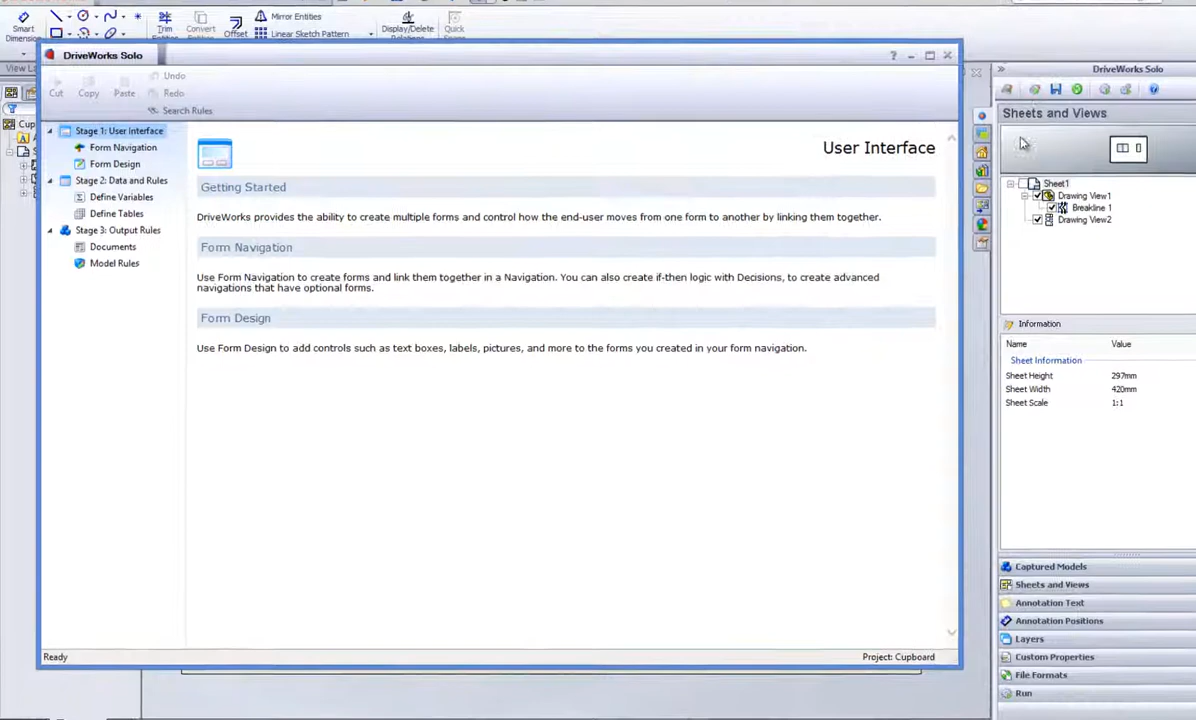 Smart
Dimension
Trim
Entities
Convert
Entities
Offset
Mirror Entities
Linear Sketch Pattern
Display/Delete
Relations
Quick
View La
DriveWorks Solo
Cut
Copy
Paste
Undo
Redo
Search Rules
Stage 1: User Interface
Form Navigation
Form Design
Stage 2: Data and Rules
Define Variables
Define Tables
Stage 3: Output Rules
Documents
Model Rules
User Interface
Getting Started
DriveWorks provides the ability to create multiple forms and control how the end-user moves from one form to another by linking them together.
Form Navigation
Use Form Navigation to create forms and link them together in a Navigation. You can also create if-then logic with Decisions, to create advanced
navigations that have optional forms.
Form Design
Use Form Design to add controls such as text boxes, labels, pictures, and more to the forms you created in your form navigation.
Ready
Project: Cupboard
Cup
DriveWorks Solo
Sheets and Views
Sheet1
Drawing View1
Breakline 1
Drawing View2
Information
Name Value
Sheet Information
Sheet Height 297mm
Sheet Width 420mm
Sheet Scale 1:1
Captured Models
Sheets and Views
Annotation Text
Annotation Positions
Layers
Custom Properties
File Formats
Run